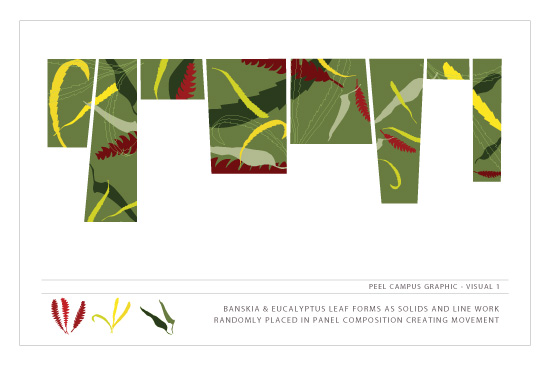 PEEL CAMPUS GRAPHIC - VISUAL 1
BANSKIA & EUCALYPTUS LEAF FORMS AS SOLIDS AND LINE WORK
RANDOMLY PLACED IN PANEL COMPOSITION CREATING MOVEMENT